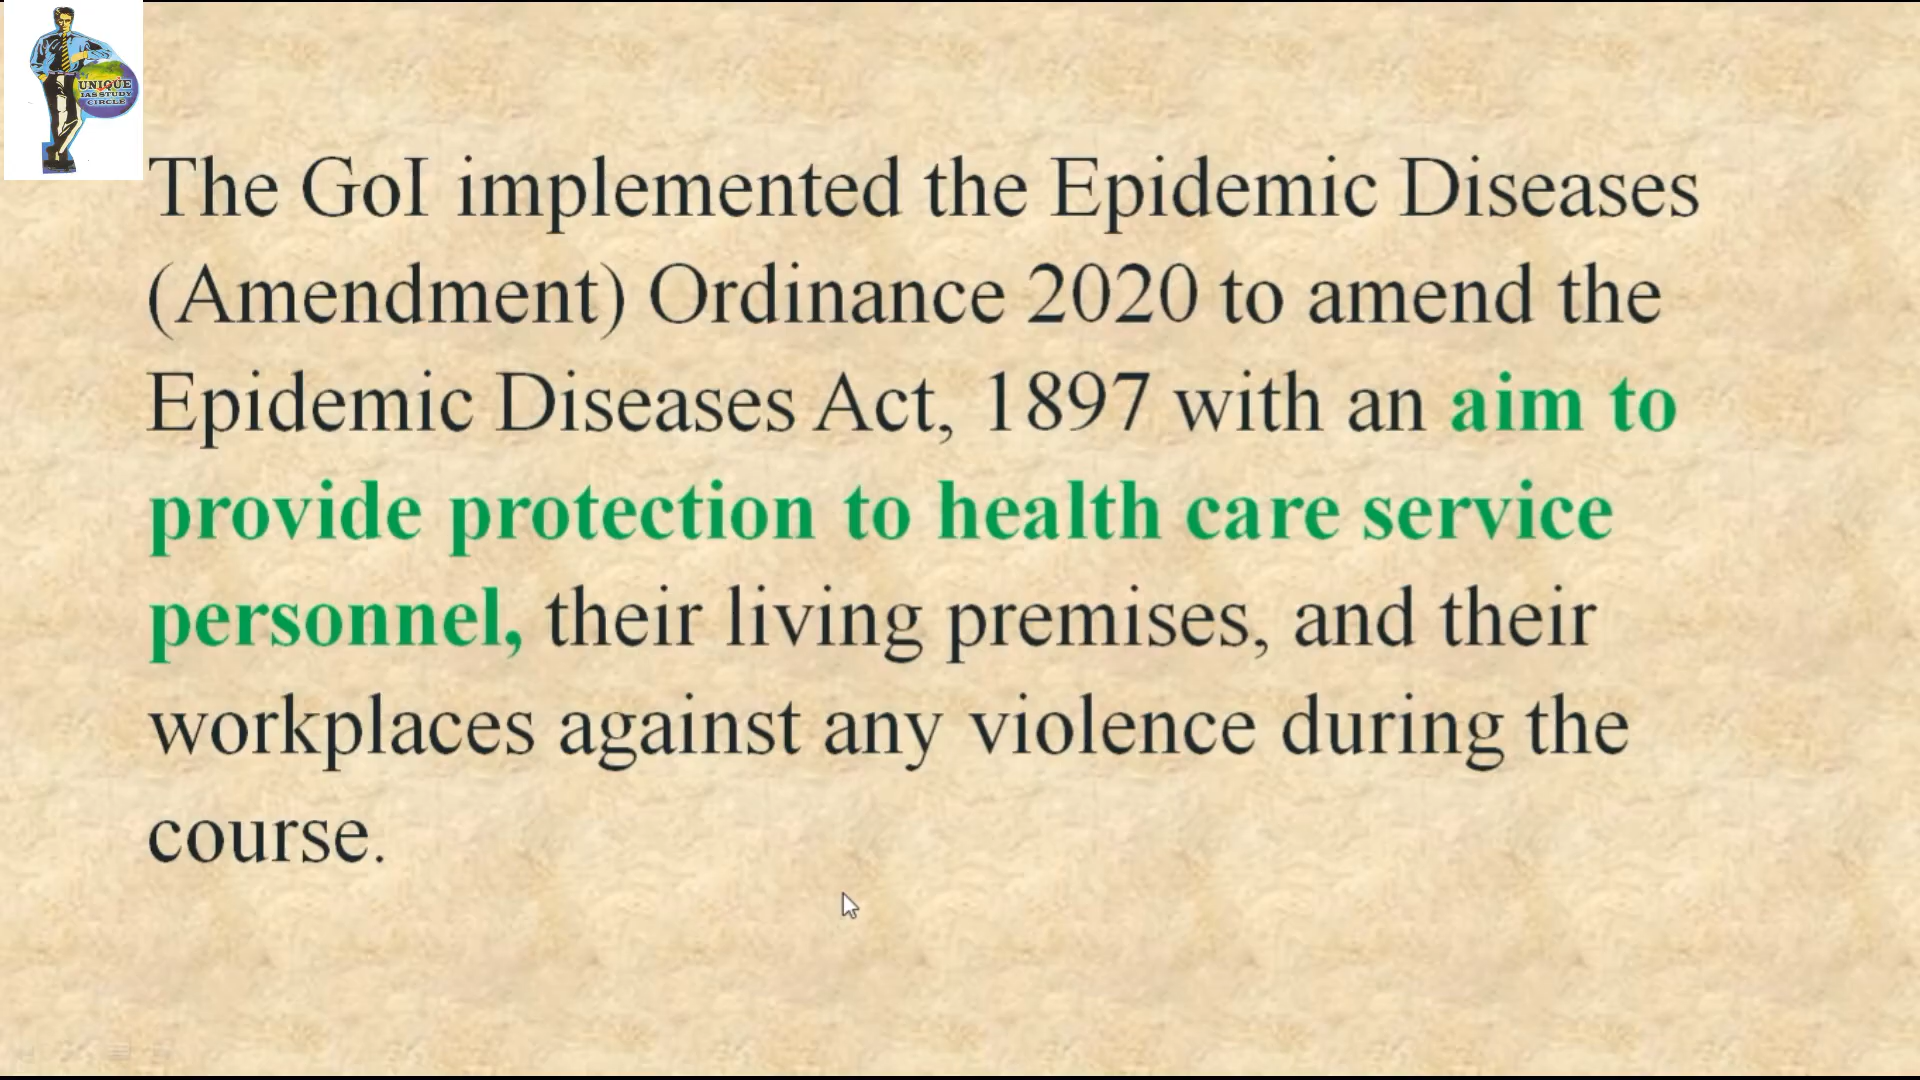 UNIQUE
IAS STUDY
CIRCLE
The GoI implemented the Epidemic Diseases
(Amendment) Ordinance 2020 to amend the
Epidemic Diseases Act, 1897 with an aim to
provide protection to health care service
personnel, their living premises, and their
workplaces against any violence during the
course.